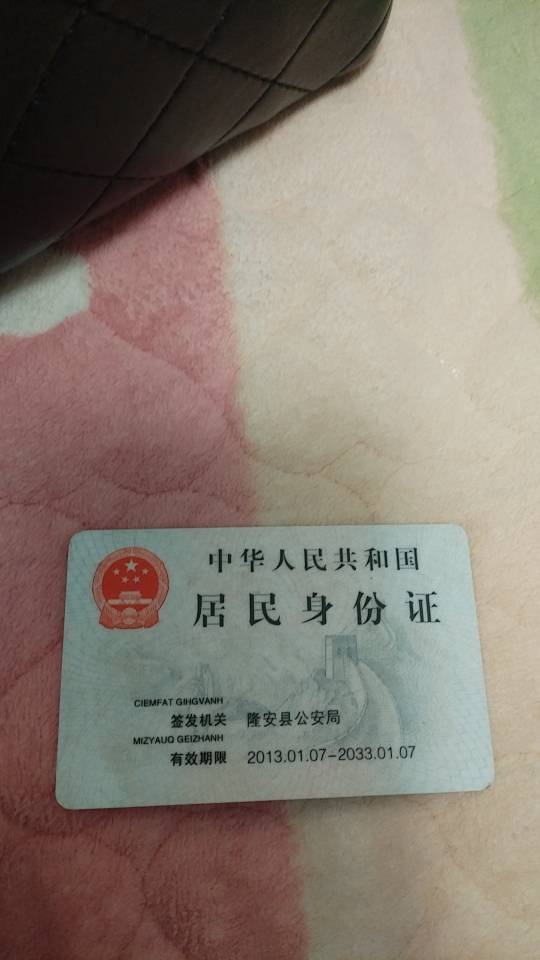 中华人民共和国
居民身份证
CIEMFAT GIHGVANH
签发机关 隆安县公安局
MIZYAUQ GEIZHANH
有效期限 2013.01.07-2033.01.07